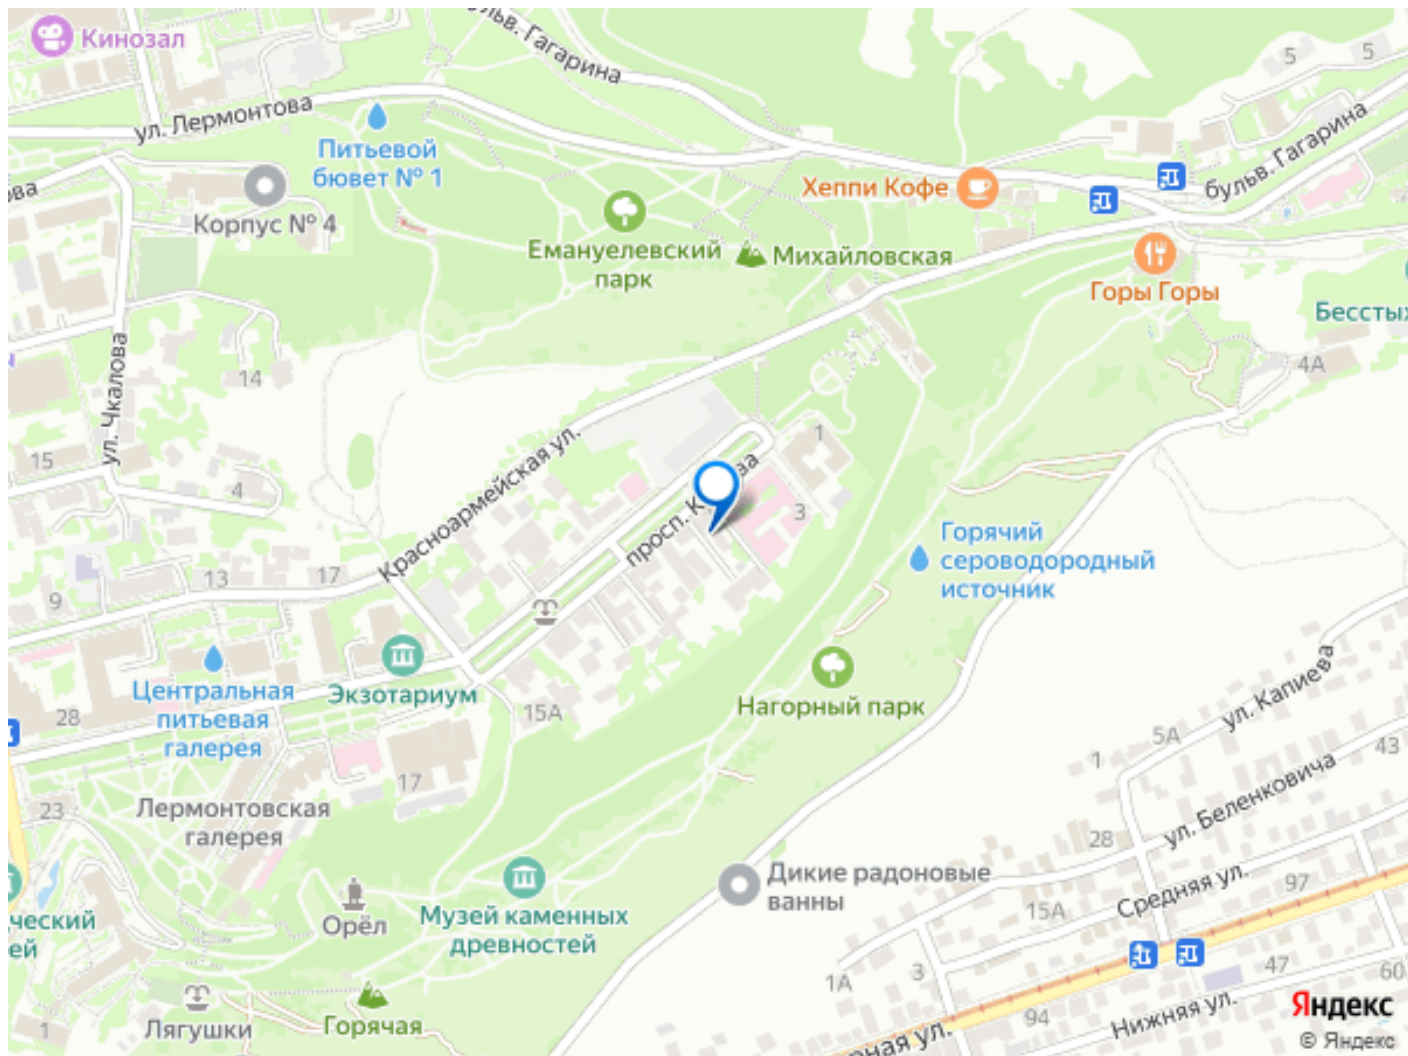 Кинозал
бульв. Гагарина
ул. Лермонтова
Питьевой
бювет № 1
Корпус № 4
Хеппи Кофе
5
5
бульв. Гагарина
Емануелевский
парк
Михайловская
Горы Горы
4А
ул. Чкалова
14
15
4
Красноармейская ул.
1
просп.
3
Горячий
сероводородный
источник
13
17
9
Экзотариум
Центральная
питьевая
галерея
28
15А
Нагорный парк
ул. Капиева
5А
1
43
ул. Беленковича
17
23
Лермонтовская
галерея
28
Дикие радоновые
ванны
Средняя ул.
97
15А
Орёл
Музей каменных
древностей
1А
3
47
60
Лягушки
Горячая
1
94
Нижняя ул.
Яндекс
© Яндекс